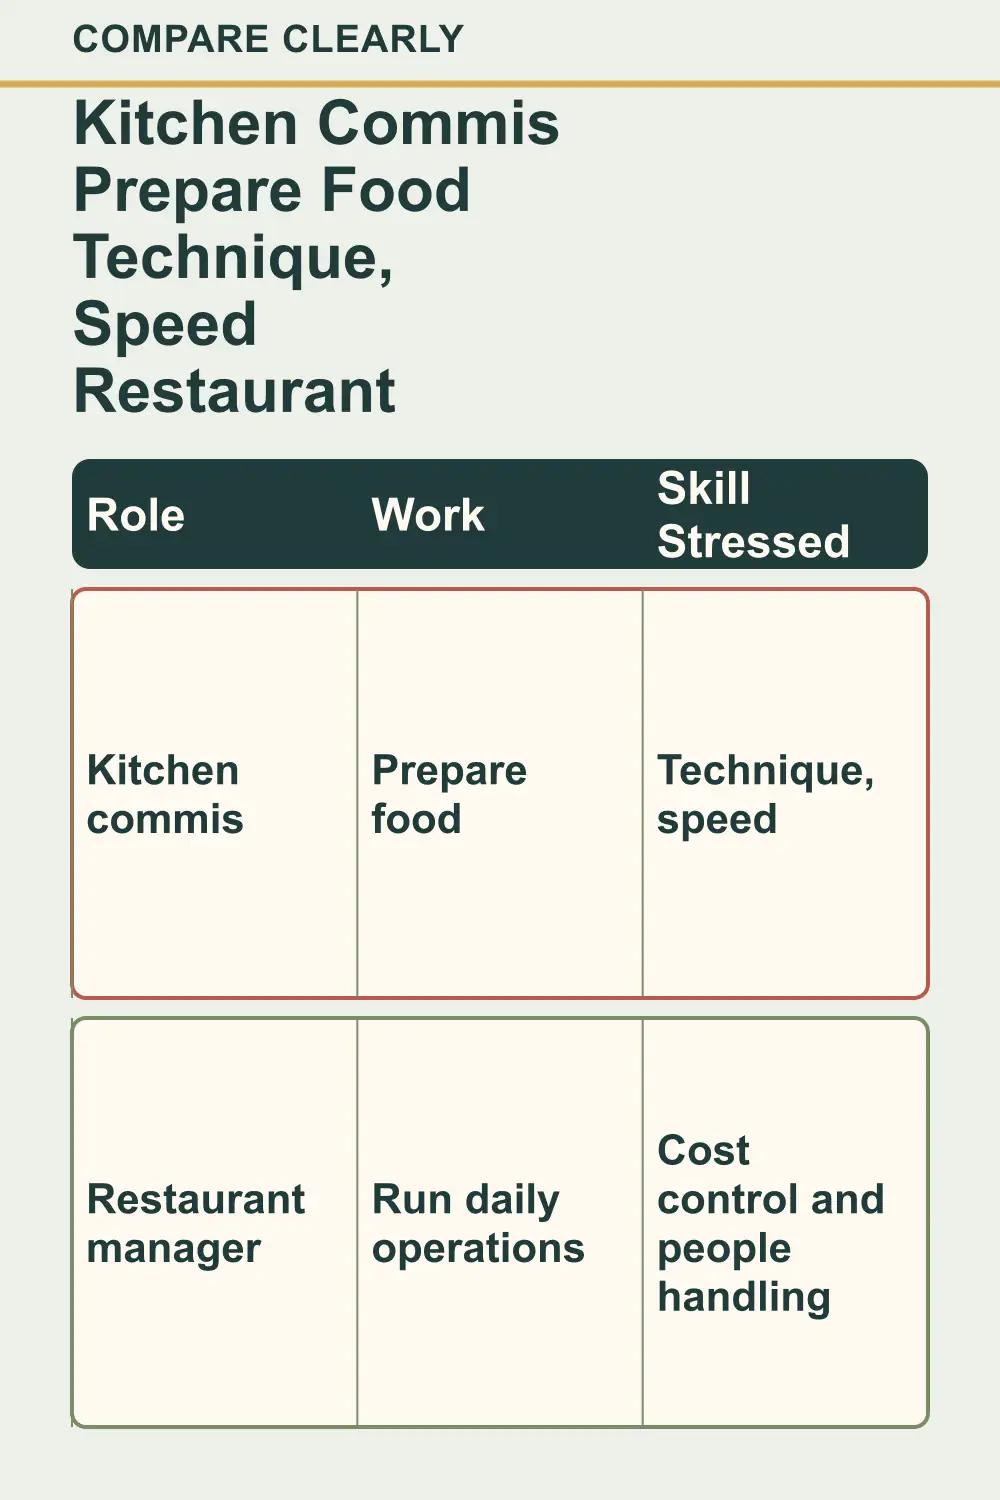 COMPARE CLEARLY
Kitchen Commis
Prepare Food
Technique,
Speed
Restaurant
Role
Work
Skill
Stressed
Kitchen
commis
Prepare
food
Technique,
speed
Restaurant
manager
Run daily
operations
Cost
control and
people
handling